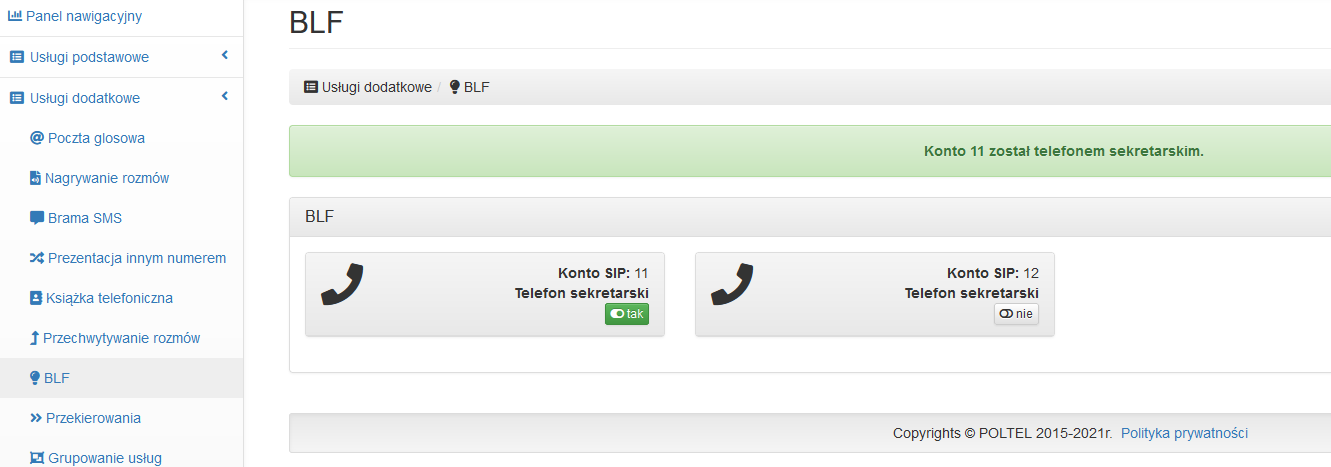 Panel nawigacyjny
Usługi podstawowe
Usługi dodatkowe
Poczta glosowa
Nagrywanie rozmów
Brama SMS
Prezentacja innym numerem
Książka telefoniczna
Przechwytywanie rozmów
BLF
Przekierowania
Grupowanie usług
BLF
Usługi dodatkowe / BLF
Konto 11 został telefonem sekretarskim.
BLF
Konto SIP: 11
Telefon sekretarski
tak
Konto SIP: 12
Telefon sekretarski
nie
Copyrights © POLTEL 2015-2021r. Polityka prywatności